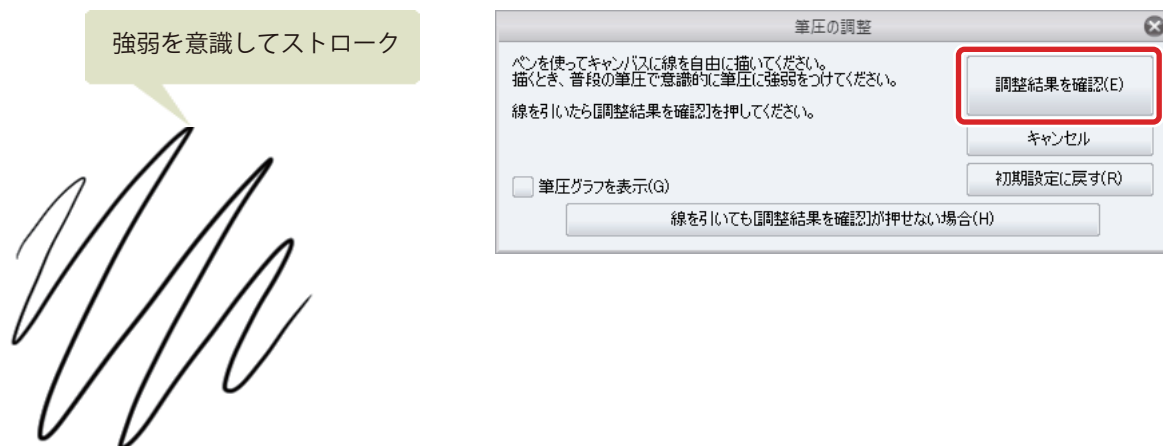 強弱を意識してストローク
筆圧の調整
ペンを使ってキャンバスに線を自由に描いてください。
描くとき、普段の筆圧で意識的に筆圧に強弱をつけてください。
線を引いたら[調整結果を確認]を押してください。
調整結果を確認(E)
キャンセル
初期設定に戻す(R)
筆圧グラフを表示(G)
線を引いても[調整結果を確認]が押せない場合(H)